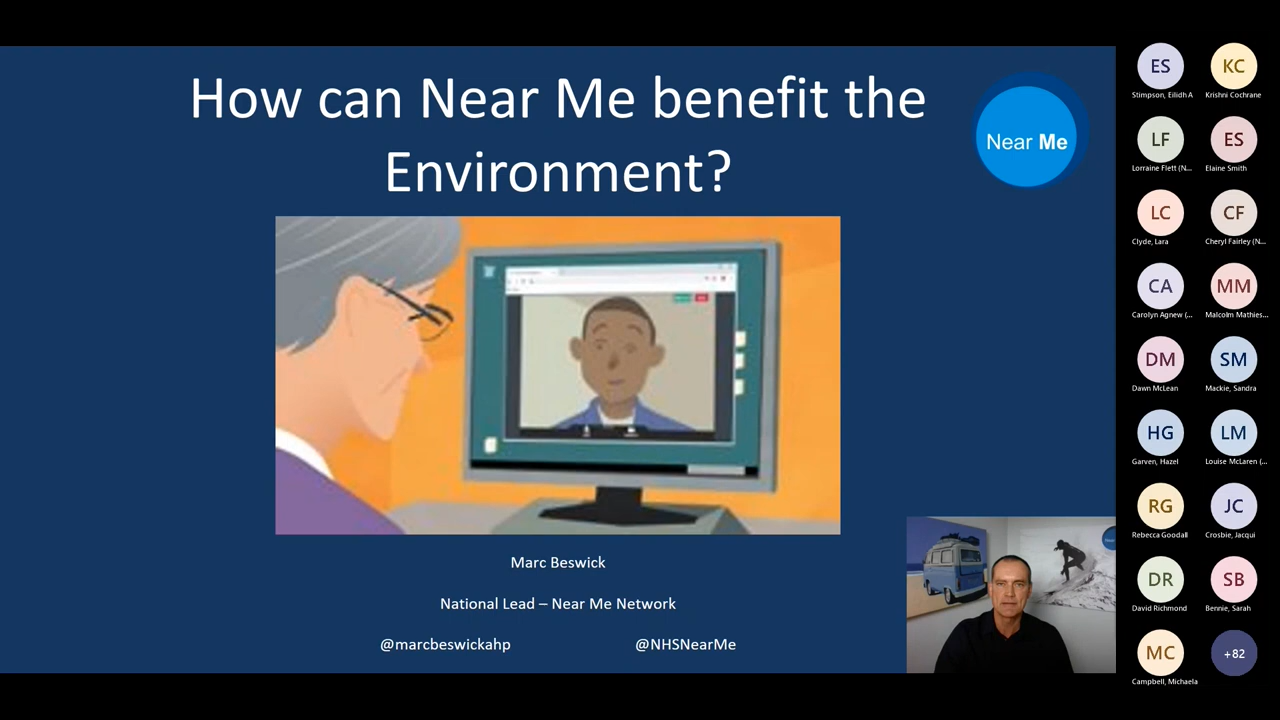 How can Near Me benefit the
Environment?
Near Me
Marc Beswick
National Lead – Near Me Network
@marcbeswickahp
@NHSNearMe
ES
Stimpson, Eilidh A
KC
Krishni Cochrane
LF
Lorraine Flett (N...
ES
Elaine Smith
LC
Clyde, Lara
CF
Cheryl Fairley (N...
CA
Carolyn Agnew (...
MM
Malcolm Mathies...
DM
Dawn McLean
SM
Mackie, Sandra
HG
Garven, Hazel
LM
Louise McLaren (...
RG
Rebecca Goodall
JC
Crosbie, Jacqui
DR
David Richmond
SB
Bennie, Sarah
MC
Campbell, Michaela
+82